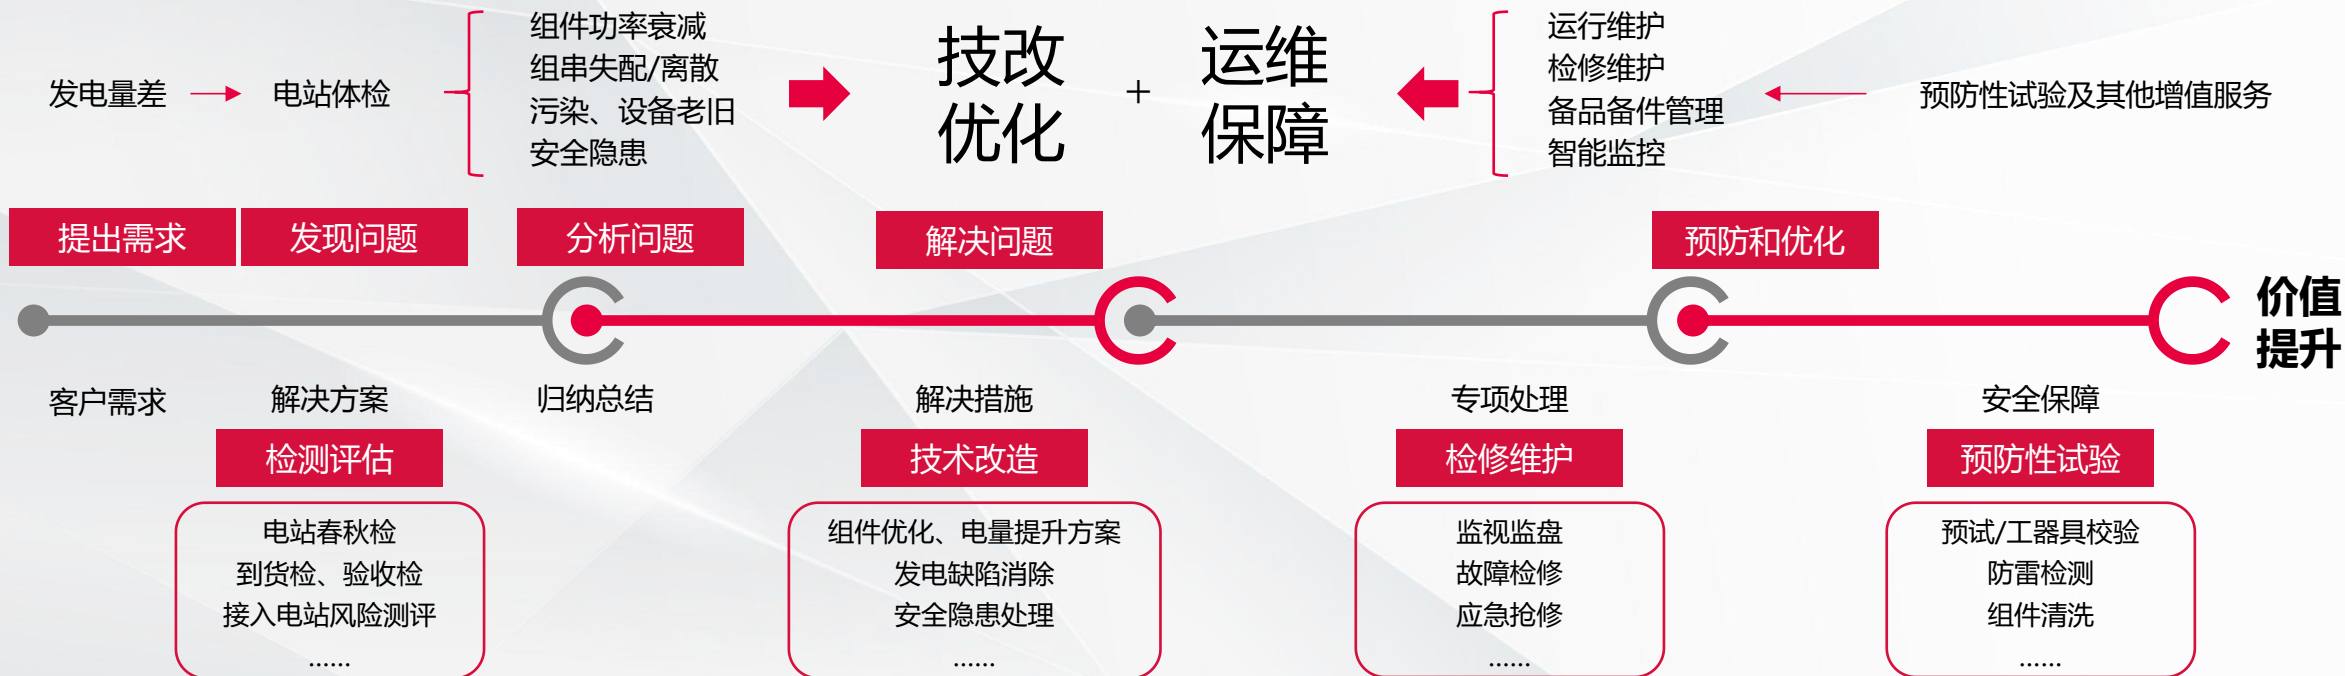 发电量差
电站体检
组件功率衰减
组串失配/离散
污染、设备老旧
安全隐患
技改
优化
+
运维
保障
运行维护
检修维护
备品备件管理
智能监控
预防性试验及其他增值服务
提出需求
发现问题
分析问题
解决问题
预防和优化
价值
提升
客户需求
解决方案
归纳总结
解决措施
专项处理
安全保障
检测评估
技术改造
检修维护
预防性试验
电站春秋检
到货检、验收检
接入电站风险测评
......
组件优化、电量提升方案
发电缺陷消除
安全隐患处理
......
监视监盘
故障检修
应急抢修
......
预试/工器具校验
防雷检测
组件清洗
......